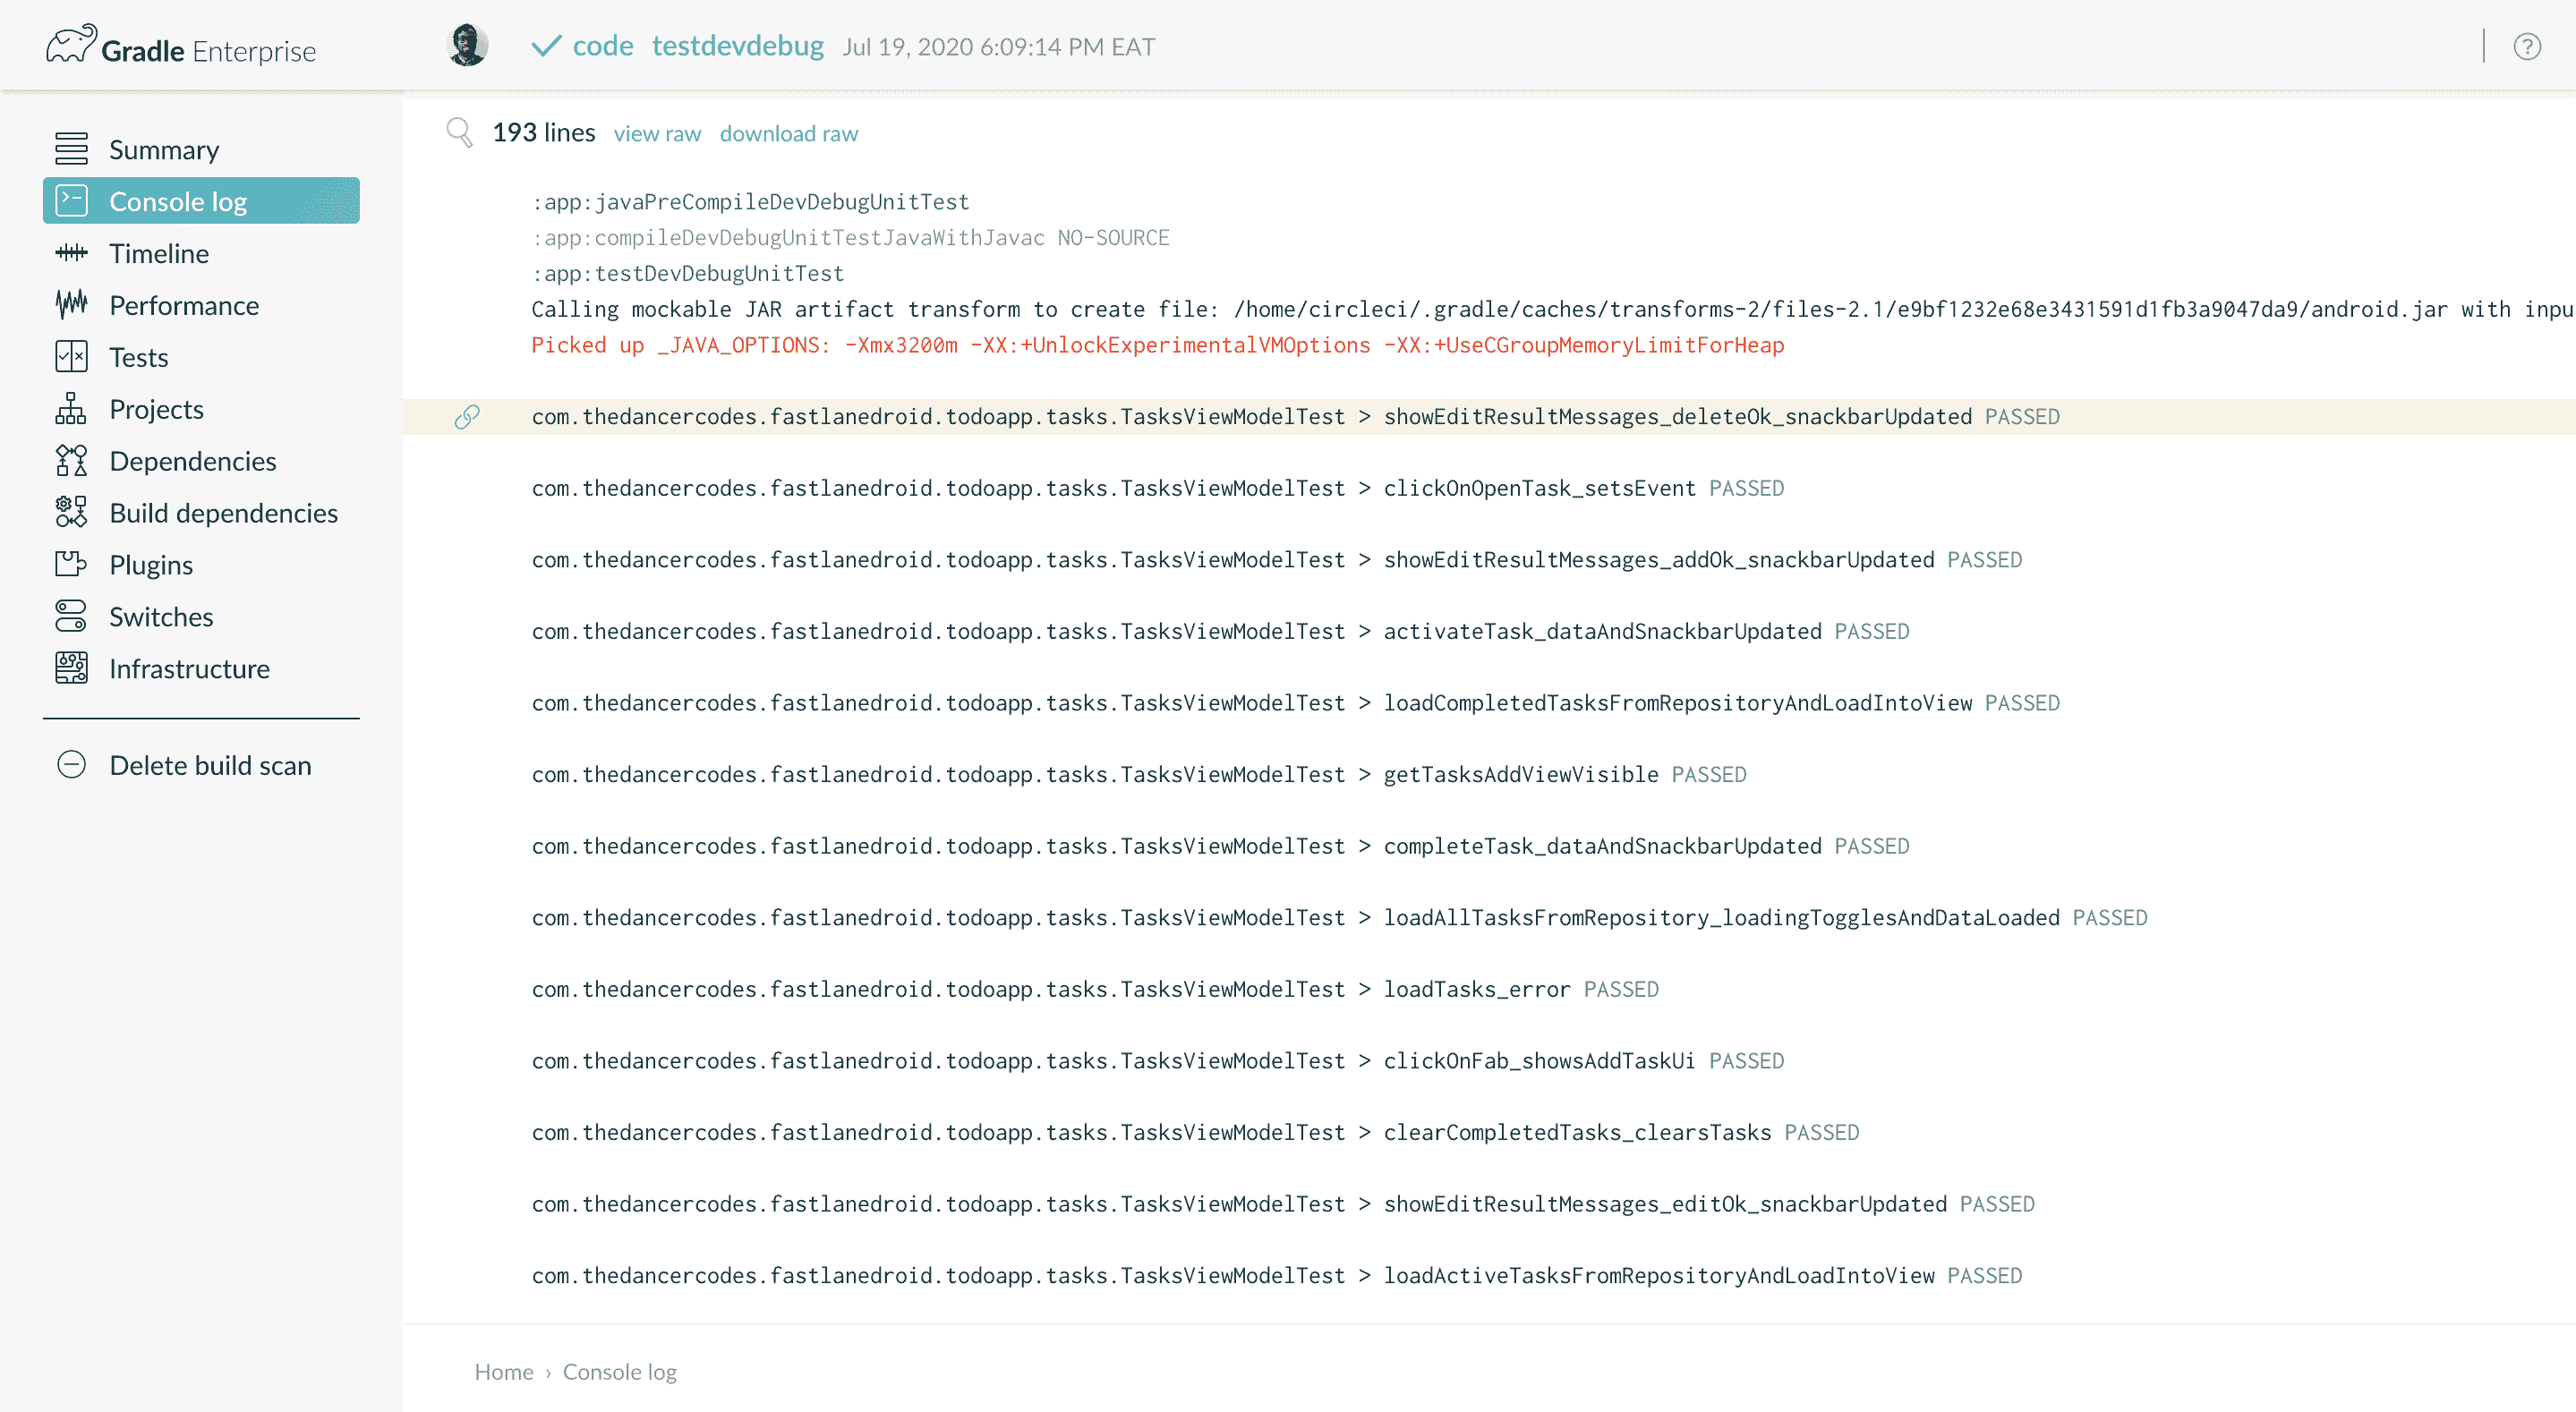 Gradle Enterprise
code testdevdebug Jul 19, 2020 6:09:14 PM EAT
Summary
Console log
Timeline
Performance
Tests
Projects
Dependencies
Build dependencies
Plugins
Switches
Infrastructure
Delete build scan
193 lines view raw download raw
:app:javaPreCompileDevDebugUnitTest
:app:compileDevDebugUnitTestJavaWithJavac NO-SOURCE
:app:testDevDebugUnitTest
Calling mockable JAR artifact transform to create file: /home/circleci/.gradle/caches/transforms-2/files-2.1/e9bf1232e68e3431591d1fb3a9047da9/android.jar with inpu
Picked up _JAVA_OPTIONS: -Xmx3200m -XX:+UnlockExperimentalVMOptions -XX:+UseCGroupMemoryLimitForHeap
com.thedancercodes.fastlanedroid.todoapp.tasks.TasksViewModelTest > showEditResultMessages_deleteOk_snackbarUpdated PASSED
com.thedancercodes.fastlanedroid.todoapp.tasks.TasksViewModelTest > clickOnOpenTask_setsEvent PASSED
com.thedancercodes.fastlanedroid.todoapp.tasks.TasksViewModelTest > showEditResultMessages_addOk_snackbarUpdated PASSED
com.thedancercodes.fastlanedroid.todoapp.tasks.TasksViewModelTest > activateTask_dataAndSnackbarUpdated PASSED
com.thedancercodes.fastlanedroid.todoapp.tasks.TasksViewModelTest > loadCompletedTasksFromRepositoryAndLoadIntoView PASSED
com.thedancercodes.fastlanedroid.todoapp.tasks.TasksViewModelTest > getTasksAddViewVisible PASSED
com.thedancercodes.fastlanedroid.todoapp.tasks.TasksViewModelTest > completeTask_dataAndSnackbarUpdated PASSED
com.thedancercodes.fastlanedroid.todoapp.tasks.TasksViewModelTest > loadAllTasksFromRepository_loadingTogglesAndDataLoaded PASSED
com.thedancercodes.fastlanedroid.todoapp.tasks.TasksViewModelTest > loadTasks_error PASSED
com.thedancercodes.fastlanedroid.todoapp.tasks.TasksViewModelTest > clickOnFab_showsAddTaskUi PASSED
com.thedancercodes.fastlanedroid.todoapp.tasks.TasksViewModelTest > clearCompletedTasks_clearsTasks PASSED
com.thedancercodes.fastlanedroid.todoapp.tasks.TasksViewModelTest > showEditResultMessages_editOk_snackbarUpdated PASSED
com.thedancercodes.fastlanedroid.todoapp.tasks.TasksViewModelTest > loadActiveTasksFromRepositoryAndLoadIntoView PASSED
Home › Console log